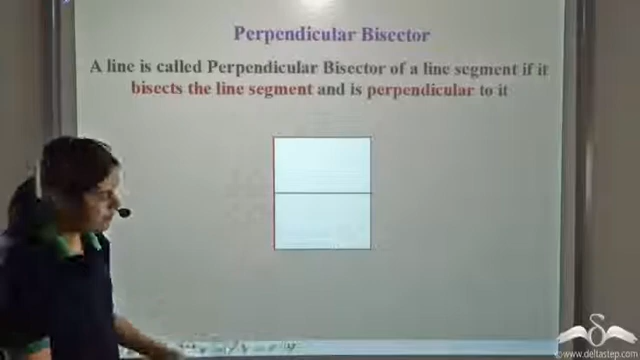 Perpendicular Bisector
A line is called Perpendicular Bisector of a line segment if it
bisects the line segment and is perpendicular to it
www.deltastep.com